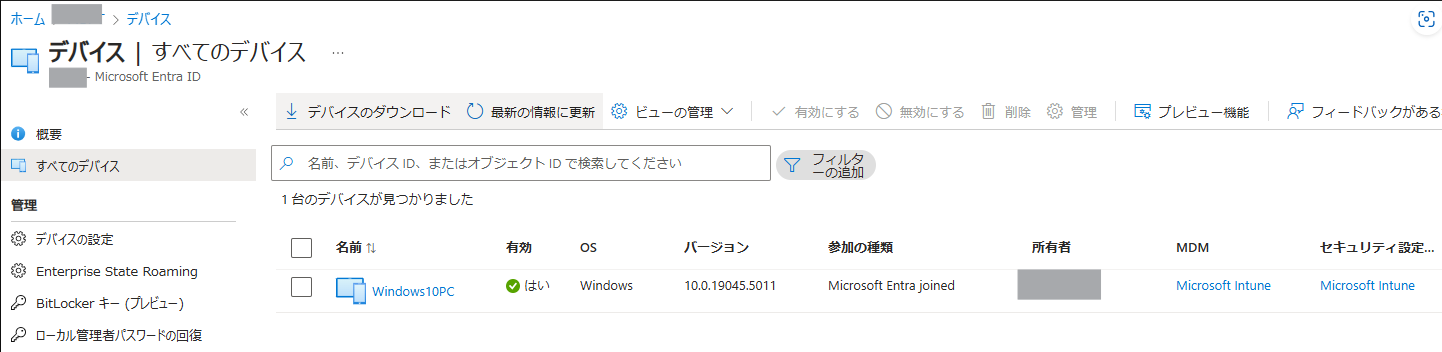 ホーム > デバイス
デバイス | すべてのデバイス ...
- Microsoft Entra ID
«
概要
すべてのデバイス
管理
デバイスの設定
Enterprise State Roaming
BitLocker キー (プレビュー)
ローカル管理者パスワードの回復
デバイスのダウンロード 最新の情報に更新 ビューの管理 有効にする 無効にする 削除 管理 プレビュー機能 フィードバックがある
名前、デバイス ID、またはオブジェクト ID で検索してください
フィルタ
ーの追加
1 台のデバイスが見つかりました
名前 ↑↓ 有効 OS バージョン 参加の種類 所有者 MDM セキュリティ設定...
Windows10PC はい Windows 10.0.19045.5011 Microsoft Entra joined Microsoft Intune Microsoft Intune